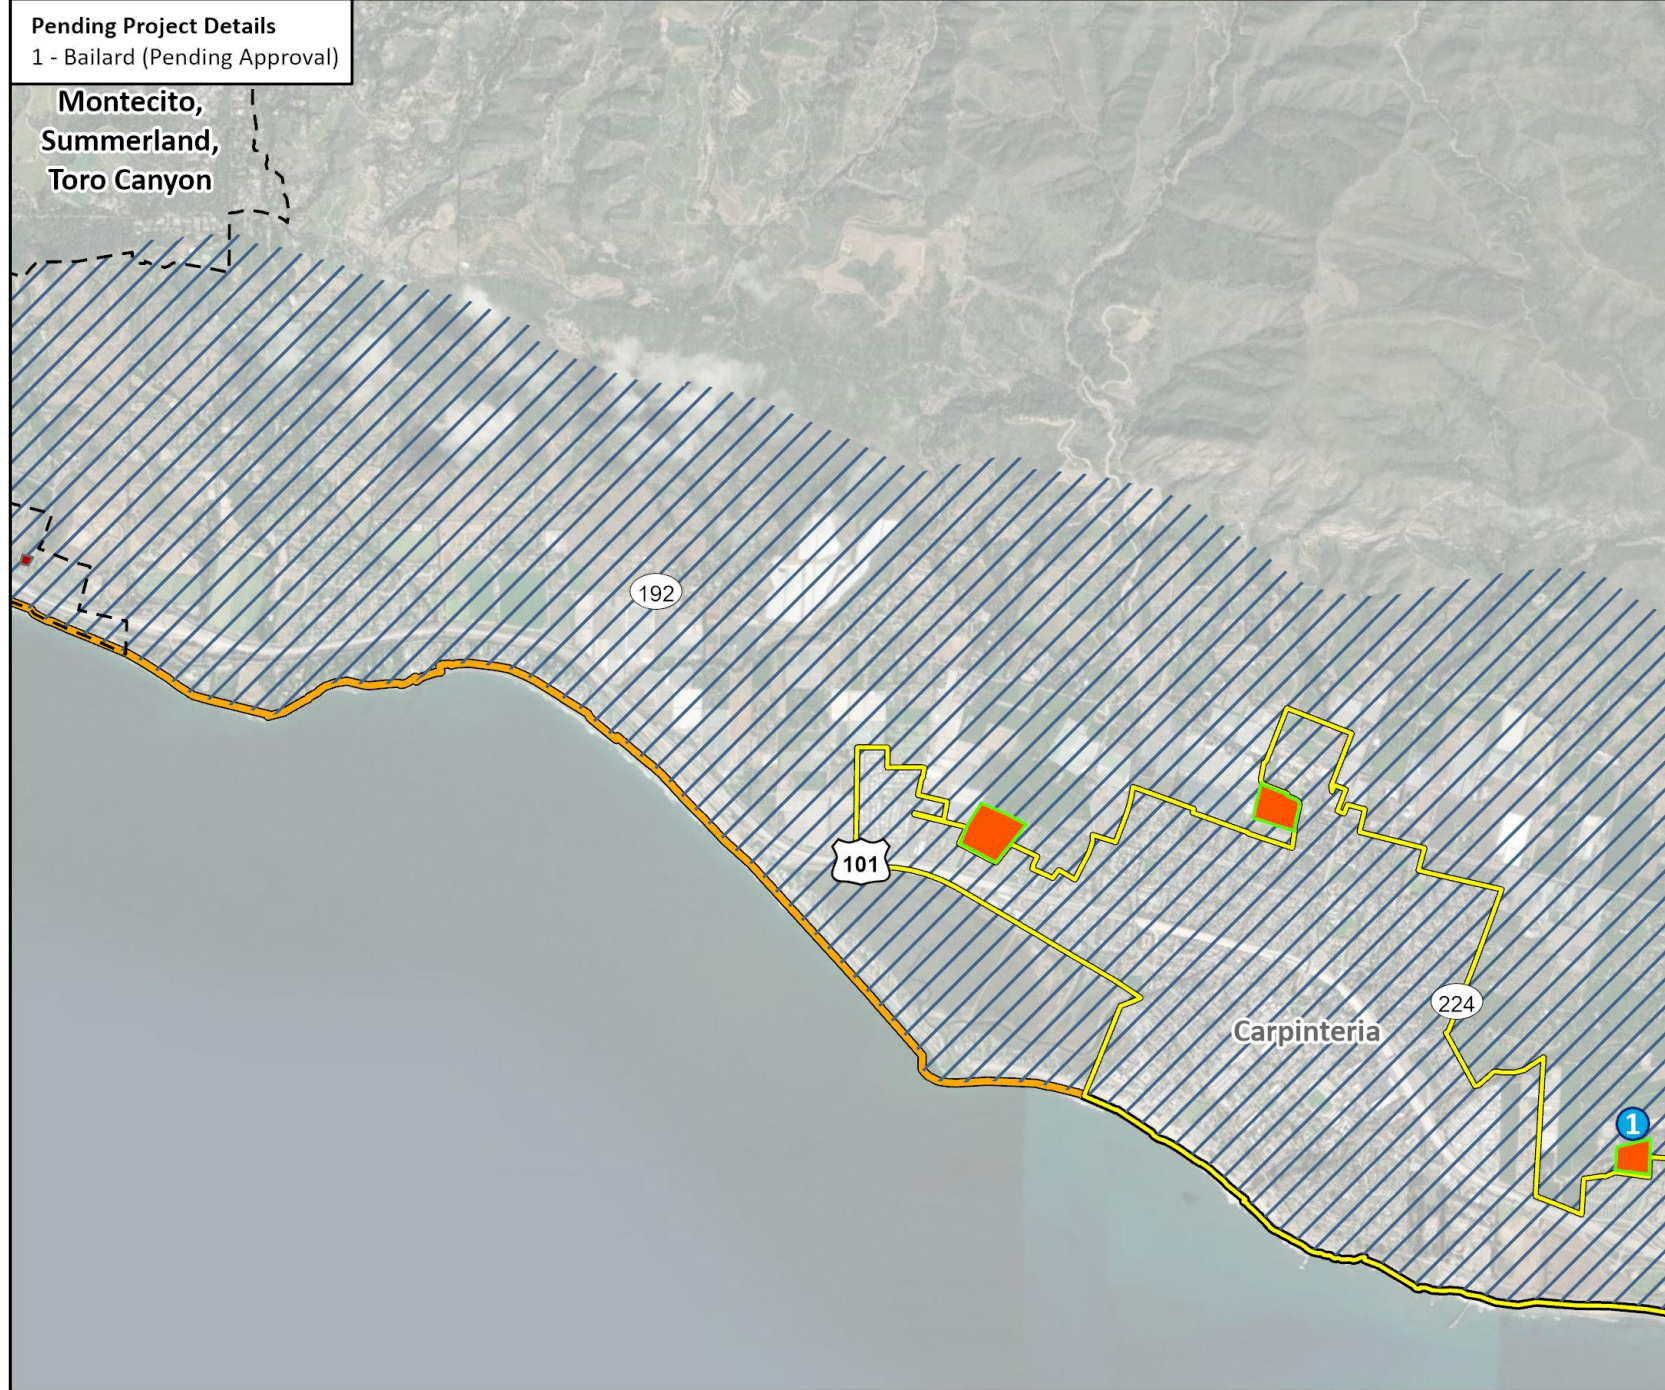 Pending Project Details
1 - Bailard (Pending Approval)
Montecito,
Summerland,
Toro Canyon
192
101
224
Carpinteria
1